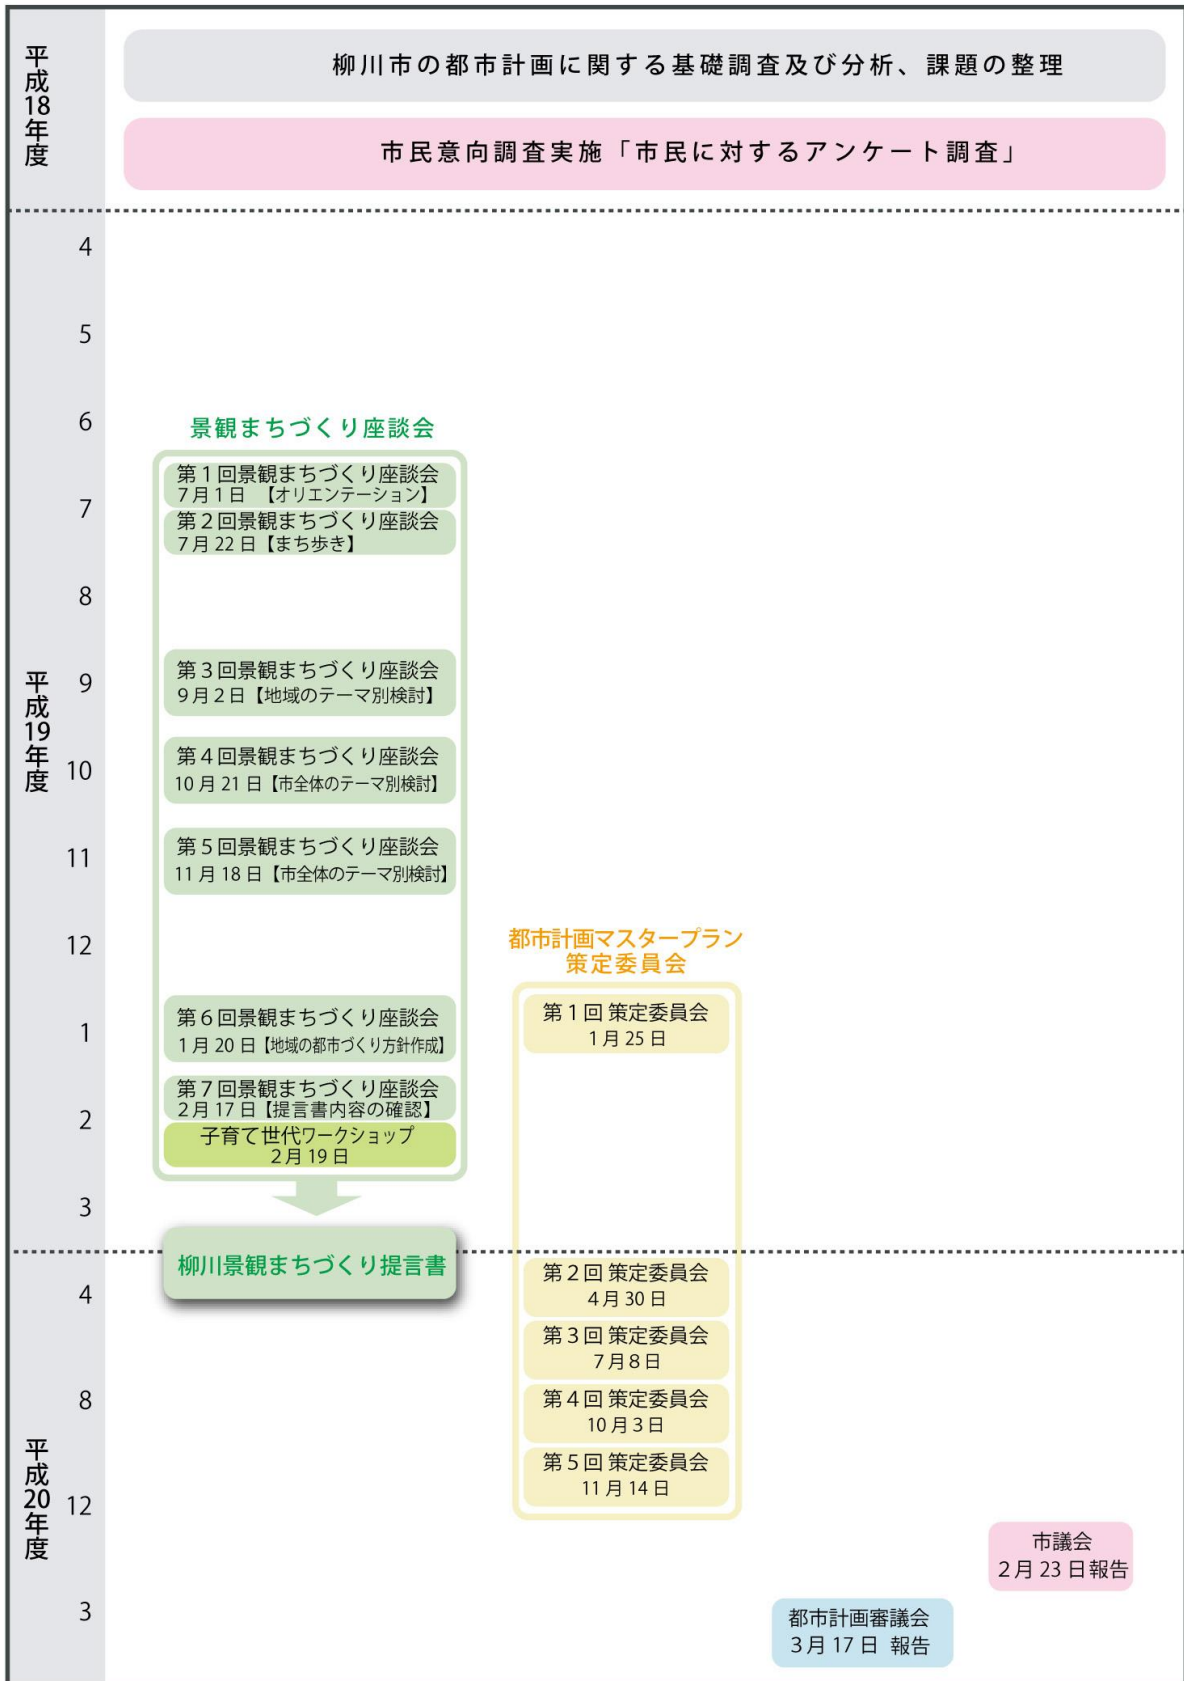 平成18年度
柳川市の都市計画に関する基礎調査及び分析、課題の整理
市民意向調査実施「市民に対するアンケート調査」
平成19年度
4
5
6
7
8
9
10
11
12
1
2
3
景観まちづくり座談会
第1回景観まちづくり座談会
7月1日 【オリエンテーション】
第2回景観まちづくり座談会
7月22日【まち歩き】
第3回景観まちづくり座談会
9月2日【地域のテーマ別検討】
第4回景観まちづくり座談会
10月21日【市全体のテーマ別検討】
第5回景観まちづくり座談会
11月18日【市全体のテーマ別検討】
第6回景観まちづくり座談会
1月20日【地域の都市づくり方針作成】
第7回景観まちづくり座談会
2月17日【提言書内容の確認】
子育て世代ワークショップ
2月19日
柳川景観まちづくり提言書
都市計画マスタープラン
策定委員会
第1回 策定委員会
1月25日
平成20年度
4
8
12
3
第2回 策定委員会
4月30日
第3回 策定委員会
7月8日
第4回 策定委員会
10月3日
第5回 策定委員会
11月14日
市議会
2月23日報告
都市計画審議会
3月17日 報告